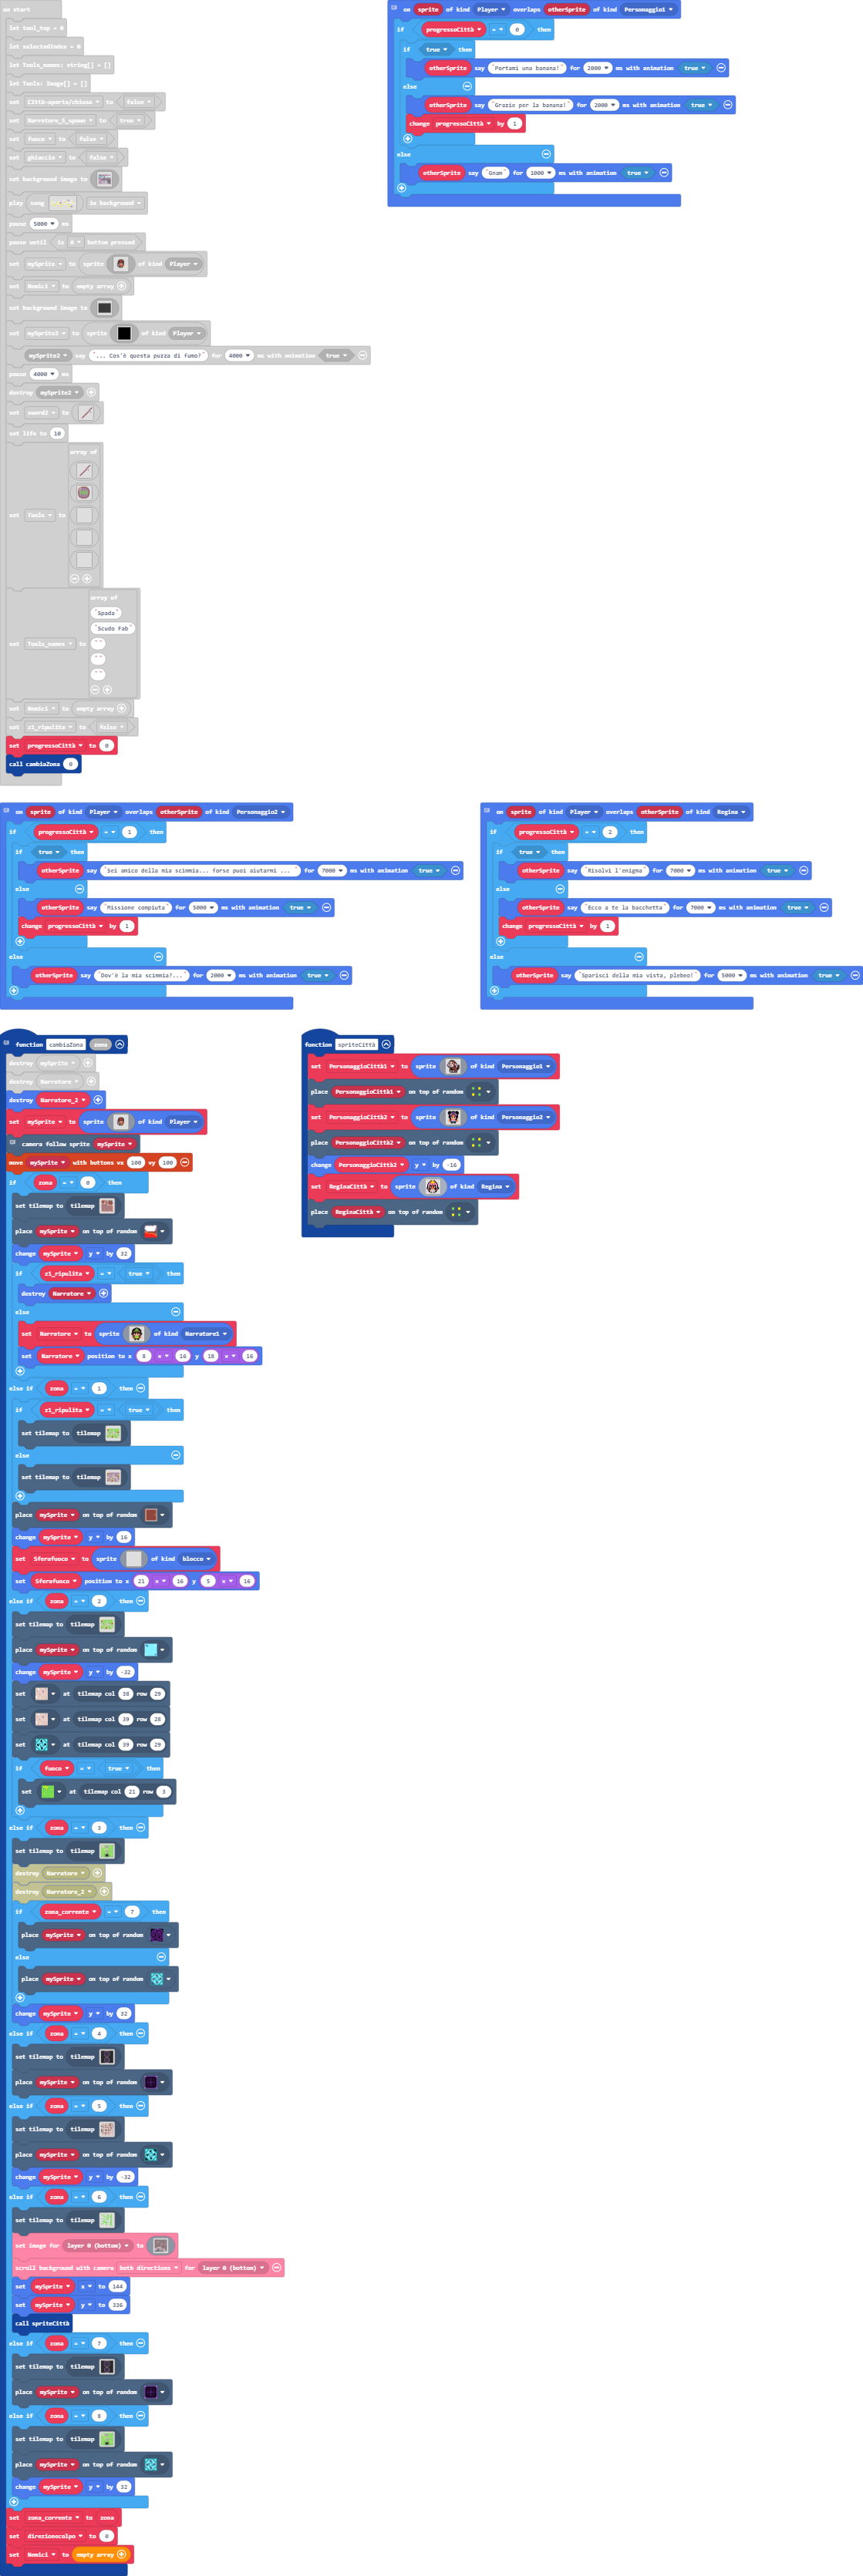 on start
let tool_top = 0
let selectedIndex = 0
let Tools_names: string[] = []
let Tools: Image[] = []
set Città-aperta/chiusa to false
set Narratore_5_spawn to true
set fuoco to false
set ghiaccio to false
set background image to
play song in background
pause 5000 ms
pause until is A button pressed
set mySprite to sprite of kind Player
set Nemici to empty array
set background image to
set mySprite2 to sprite of kind Player
mySprite2 say "... Cos'è questa puzza di fumo?" for 4000 ms with animation true
pause 4000 ms
destroy mySprite2
set sword2 to
set life to 10
set Tools to array of
set Tools_names to array of
"Spada"
"Scudo Fab"
" "
" "
" "
set Nemici to empty array
set z1_ripulita to false
set progressoCittà to 0
call cambiaZona 0
on sprite of kind Player overlaps otherSprite of kind Personaggio1
if progressoCittà = 0 then
if true then
otherSprite say "Portami una banana!" for 2000 ms with animation true
else
otherSprite say "Grazie per la banana!" for 2000 ms with animation true
change progressoCittà by 1
else
otherSprite say "Gnam" for 1000 ms with animation true
on sprite of kind Player overlaps otherSprite of kind Personaggio2
if progressoCittà = 1 then
if true then
otherSprite say "Sei amico della mia scimmia... forse puoi aiutarmi ..." for 7000 ms with animation true
else
otherSprite say "Missione compiuta" for 5000 ms with animation true
change progressoCittà by 1
else
otherSprite say "Dov'è la mia scimmia?..." for 2000 ms with animation true
on sprite of kind Player overlaps otherSprite of kind Regina
if progressoCittà = 2 then
if true then
otherSprite say "Risolvi l'enigma" for 7000 ms with animation true
else
otherSprite say "Ecco a te la bacchetta" for 7000 ms with animation true
change progressoCittà by 1
else
otherSprite say "Sparisci della mia vista, plebeo!" for 5000 ms with animation true
function cambiaZona zona
destroy mySprite
destroy Narratore
destroy Narratore_2
set mySprite to sprite of kind Player
camera follow sprite mySprite
move mySprite with buttons vx 100 vy 100
if zona = 0 then
set tilemap to tilemap
place mySprite on top of random
change mySprite y by 32
if z1_ripulita = true then
destroy Narratore
else
set Narratore to sprite of kind Narratore1
set Narratore position to x 8 x 16 y 18 x 16
else if zona = 1 then
if z1_ripulita = true then
set tilemap to tilemap
else
set tilemap to tilemap
place mySprite on top of random
change mySprite y by 16
set Sferafuoco to sprite of kind blocco
set Sferafuoco position to x 21 x 16 y 5 x 16
else if zona = 2 then
set tilemap to tilemap
place mySprite on top of random
change mySprite y by -32
set at tilemap col 38 row 29
set at tilemap col 39 row 28
set at tilemap col 39 row 29
if fuoco = true then
set at tilemap col 21 row 3
else if zona = 3 then
set tilemap to tilemap
destroy Narratore
destroy Narratore_2
if zona_corrente = 7 then
place mySprite on top of random
else
place mySprite on top of random
change mySprite y by 32
else if zona = 4 then
set tilemap to tilemap
place mySprite on top of random
else if zona = 5 then
set tilemap to tilemap
place mySprite on top of random
change mySprite y by -32
else if zona = 6 then
set tilemap to tilemap
set image for layer 0 (bottom) to
scroll background with camera both directions for layer 0 (bottom)
set mySprite x to 144
set mySprite y to 336
call spriteCittà
else if zona = 7 then
set tilemap to tilemap
place mySprite on top of random
else if zona = 8 then
set tilemap to tilemap
place mySprite on top of random
change mySprite y by 32
set zona_corrente to zona
set direzionecolpo to 0
set Nemici to empty array
function spriteCittà
set PersonaggioCittà1 to sprite of kind Personaggio1
place PersonaggioCittà1 on top of random
set PersonaggioCittà2 to sprite of kind Personaggio2
place PersonaggioCittà2 on top of random
change PersonaggioCittà2 y by -16
set ReginaCittà to sprite of kind Regina
place ReginaCittà on top of random